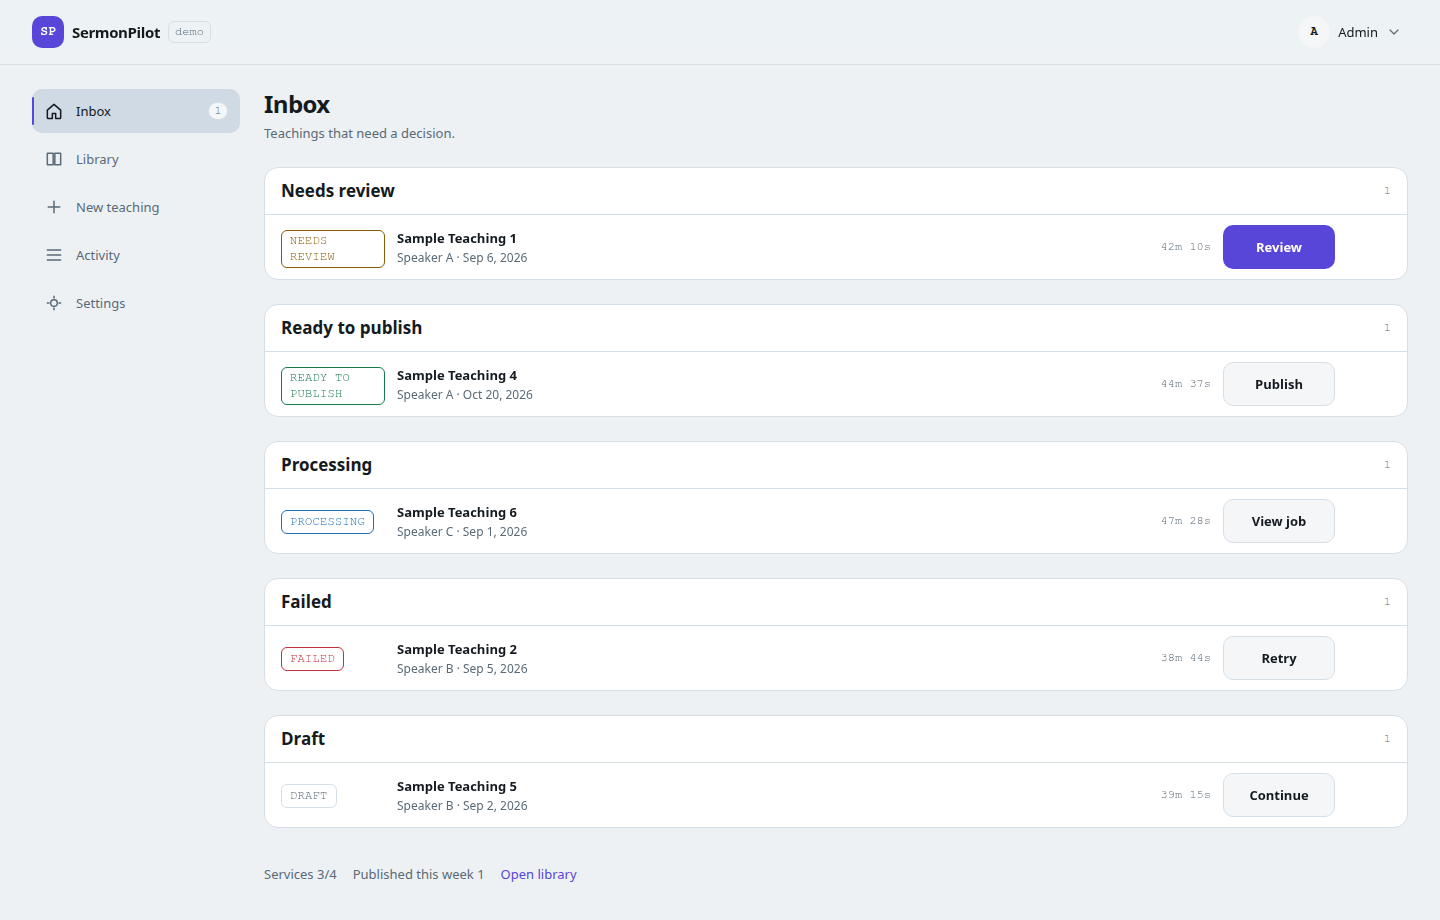 SP SermonPilot demo
A Admin
Inbox 1
Library
New teaching
Activity
Settings
Inbox
Teachings that need a decision.
Needs review 1
NEEDS
REVIEW
Sample Teaching 1
Speaker A · Sep 6, 2026
42m 10s
Review
Ready to publish 1
READY TO
PUBLISH
Sample Teaching 4
Speaker A · Oct 20, 2026
44m 37s
Publish
Processing 1
PROCESSING
Sample Teaching 6
Speaker C · Sep 1, 2026
47m 28s
View job
Failed 1
FAILED
Sample Teaching 2
Speaker B · Sep 5, 2026
38m 44s
Retry
Draft 1
DRAFT
Sample Teaching 5
Speaker B · Sep 2, 2026
39m 15s
Continue
Services 3/4 Published this week 1 Open library